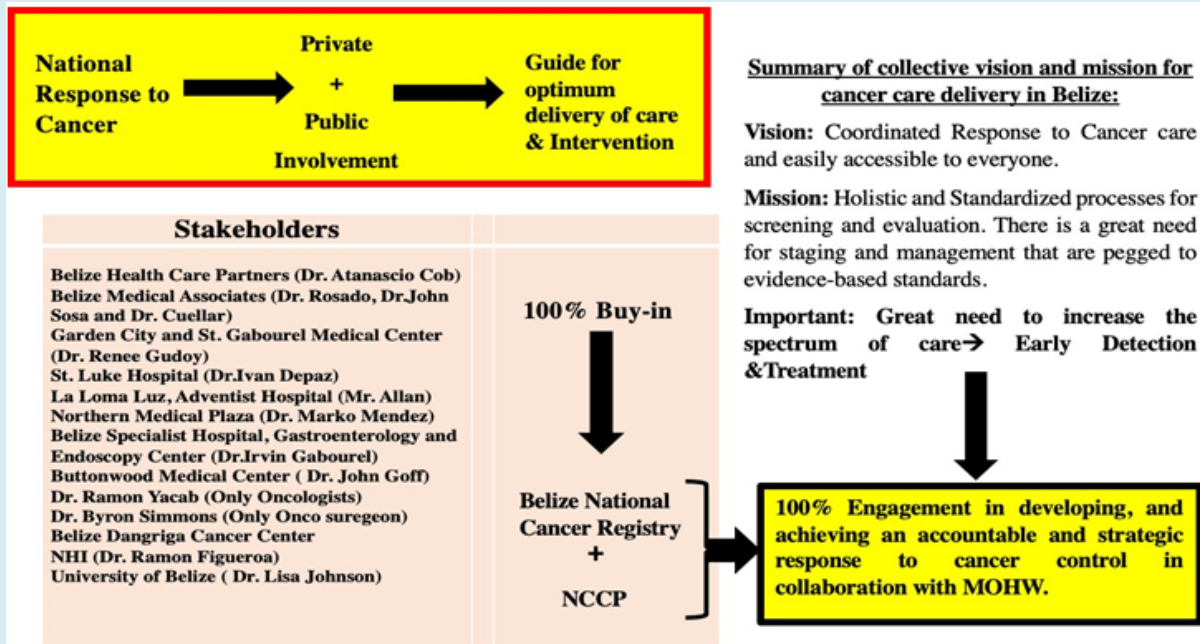 National
Response to
Cancer
Private
+
Public
Involvement
Guide for
optimum
delivery of care
& Intervention
Stakeholders
Belize Health Care Partners (Dr. Atanascio Cob)
Belize Medical Associates (Dr. Rosado, Dr.John
Sosa and Dr. Cuellar)
Garden City and St. Gabourel Medical Center
(Dr. Renee Gudoy)
St. Luke Hospital (Dr.Ivan Depaz)
La Loma Luz, Adventist Hospital (Mr. Allan)
Northern Medical Plaza (Dr. Marko Mendez)
Belize Specialist Hospital, Gastroenterology and
Endoscopy Center (Dr.Irvin Gabourel)
Buttonwood Medical Center ( Dr. John Goff)
Dr. Ramon Yacab (Only Oncologists)
Dr. Byron Simmons (Only Onco suregeon)
Belize Dangriga Cancer Center
NHI (Dr. Ramon Figueroa)
University of Belize ( Dr. Lisa Johnson)
100% Buy-in
Belize National
Cancer Registry
+
NCCP
Summary of collective vision and mission for
cancer care delivery in Belize:
Vision: Coordinated Response to Cancer care
and easily accessible to everyone.
Mission: Holistic and Standardized processes for
screening and evaluation. There is a great need
for staging and management that are pegged to
evidence-based standards.
Important: Great need to increase the
spectrum of care→ Early Detection
&Treatment
100% Engagement in developing, and
achieving an accountable and strategic
response to cancer control in
collaboration with MOHW.